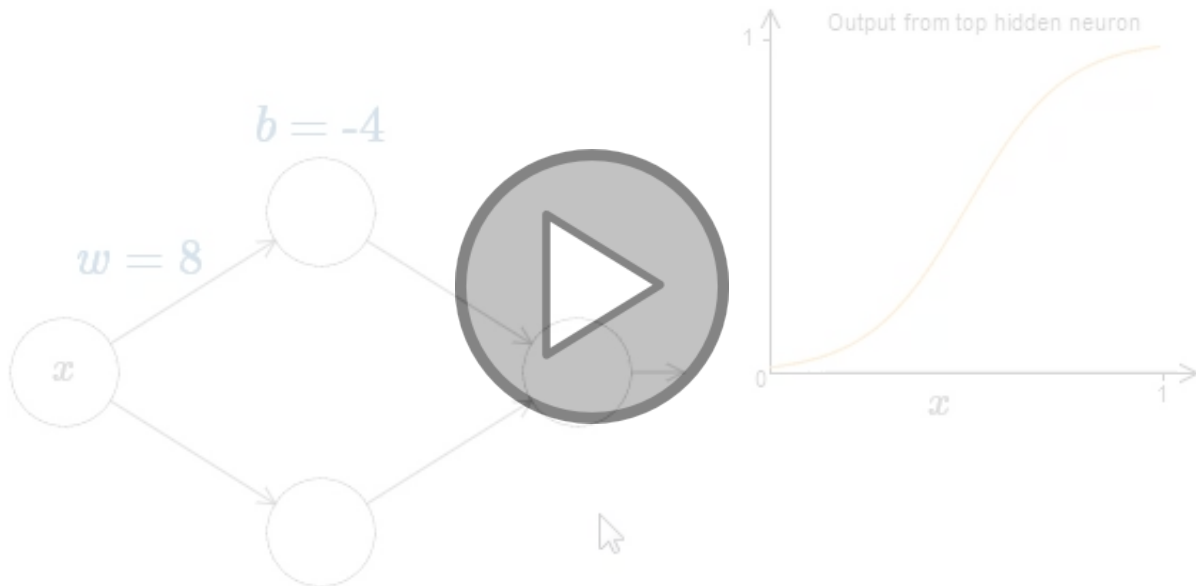 Output from top hidden neuron
1
b = -4
w = 8
x
0
1
x